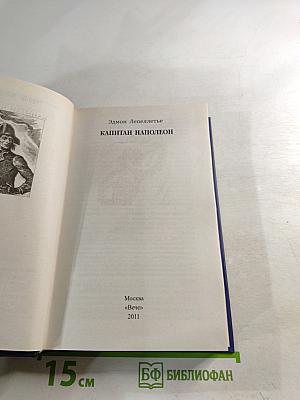 Эдмон Лепеллетье
КАПИТАН НАПОЛЕОН
Москва
«Вече»
2011
15 см
БФ БИБЛИОФАН